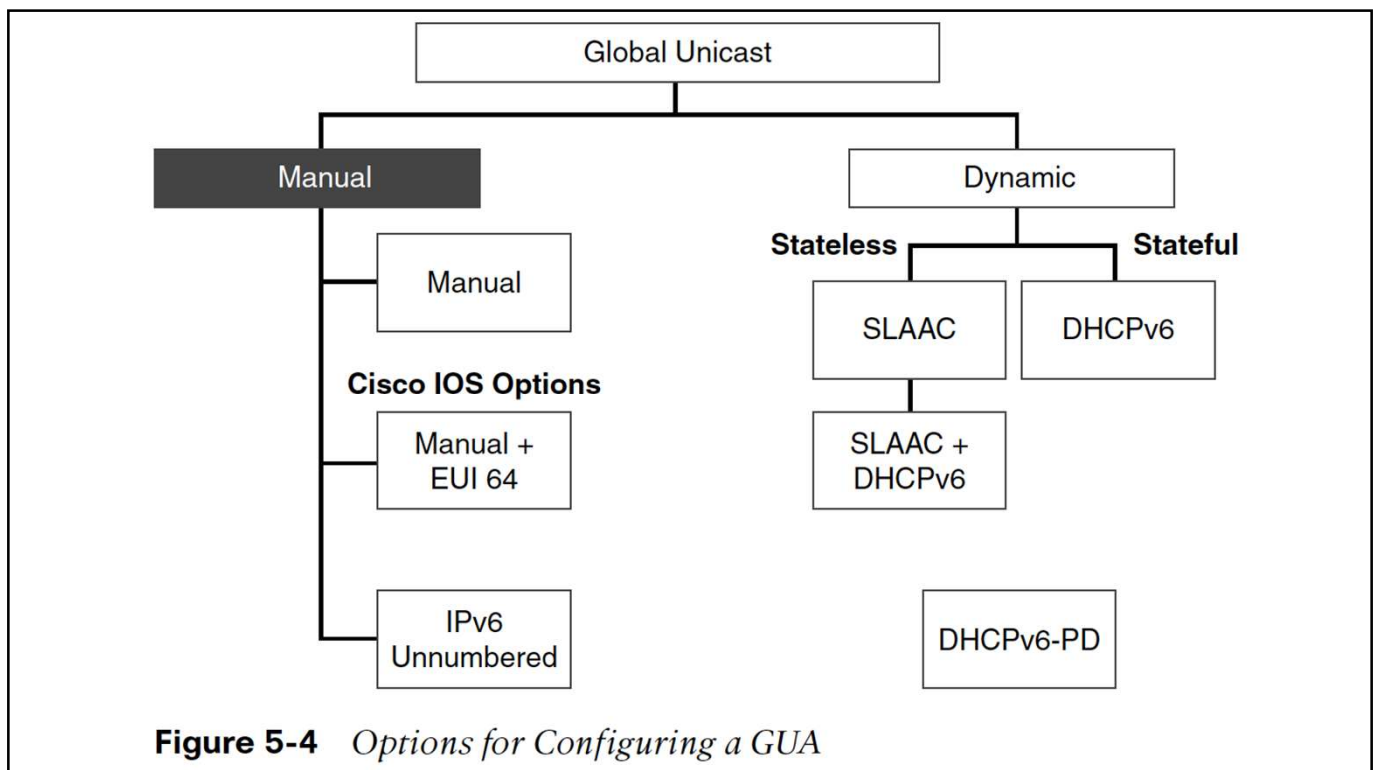 Global Unicast
Manual
Dynamic
Stateless
Stateful
Manual
SLAAC
DHCPv6
Cisco IOS Options
Manual +
EUI 64
SLAAC +
DHCPv6
IPv6
Unnumbered
DHCPv6-PD
Figure 5-4 Options for Configuring a GUA